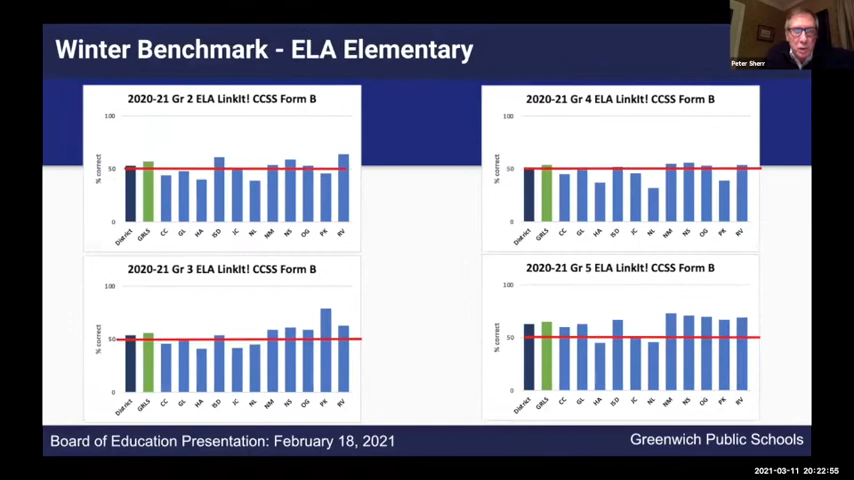 Winter Benchmark - ELA Elementary
Peter Sherr
2020-21 Gr 2 ELA LinkIt! CCSS Form B
100
50
0
% correct
District GRLS CC GL HA ISD JC NL NM NS OG PK RV
2020-21 Gr 4 ELA LinkIt! CCSS Form B
100
50
0
% correct
District GRLS CC GL HA ISD JC NL NM NS OG PK RV
2020-21 Gr 3 ELA LinkIt! CCSS Form B
100
50
0
% correct
District GRLS CC GL HA ISD JC NL NM NS OG PK RV
2020-21 Gr 5 ELA LinkIt! CCSS Form B
100
50
0
% correct
District GRLS CC GL HA ISD JC NL NM NS OG PK RV
Board of Education Presentation: February 18, 2021
Greenwich Public Schools
2021-03-11 20:22:55